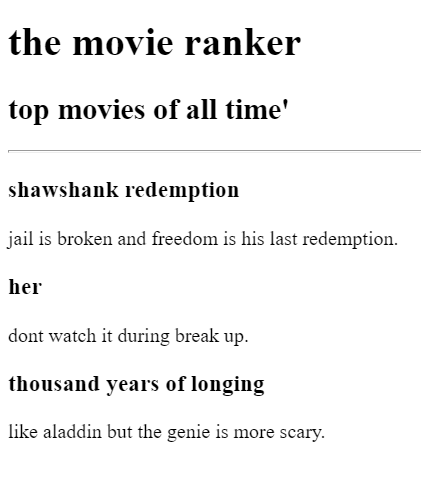 the movie ranker
top movies of all time'
shawshank redemption
jail is broken and freedom is his last redemption.
her
dont watch it during break up.
thousand years of longing
like aladdin but the genie is more scary.